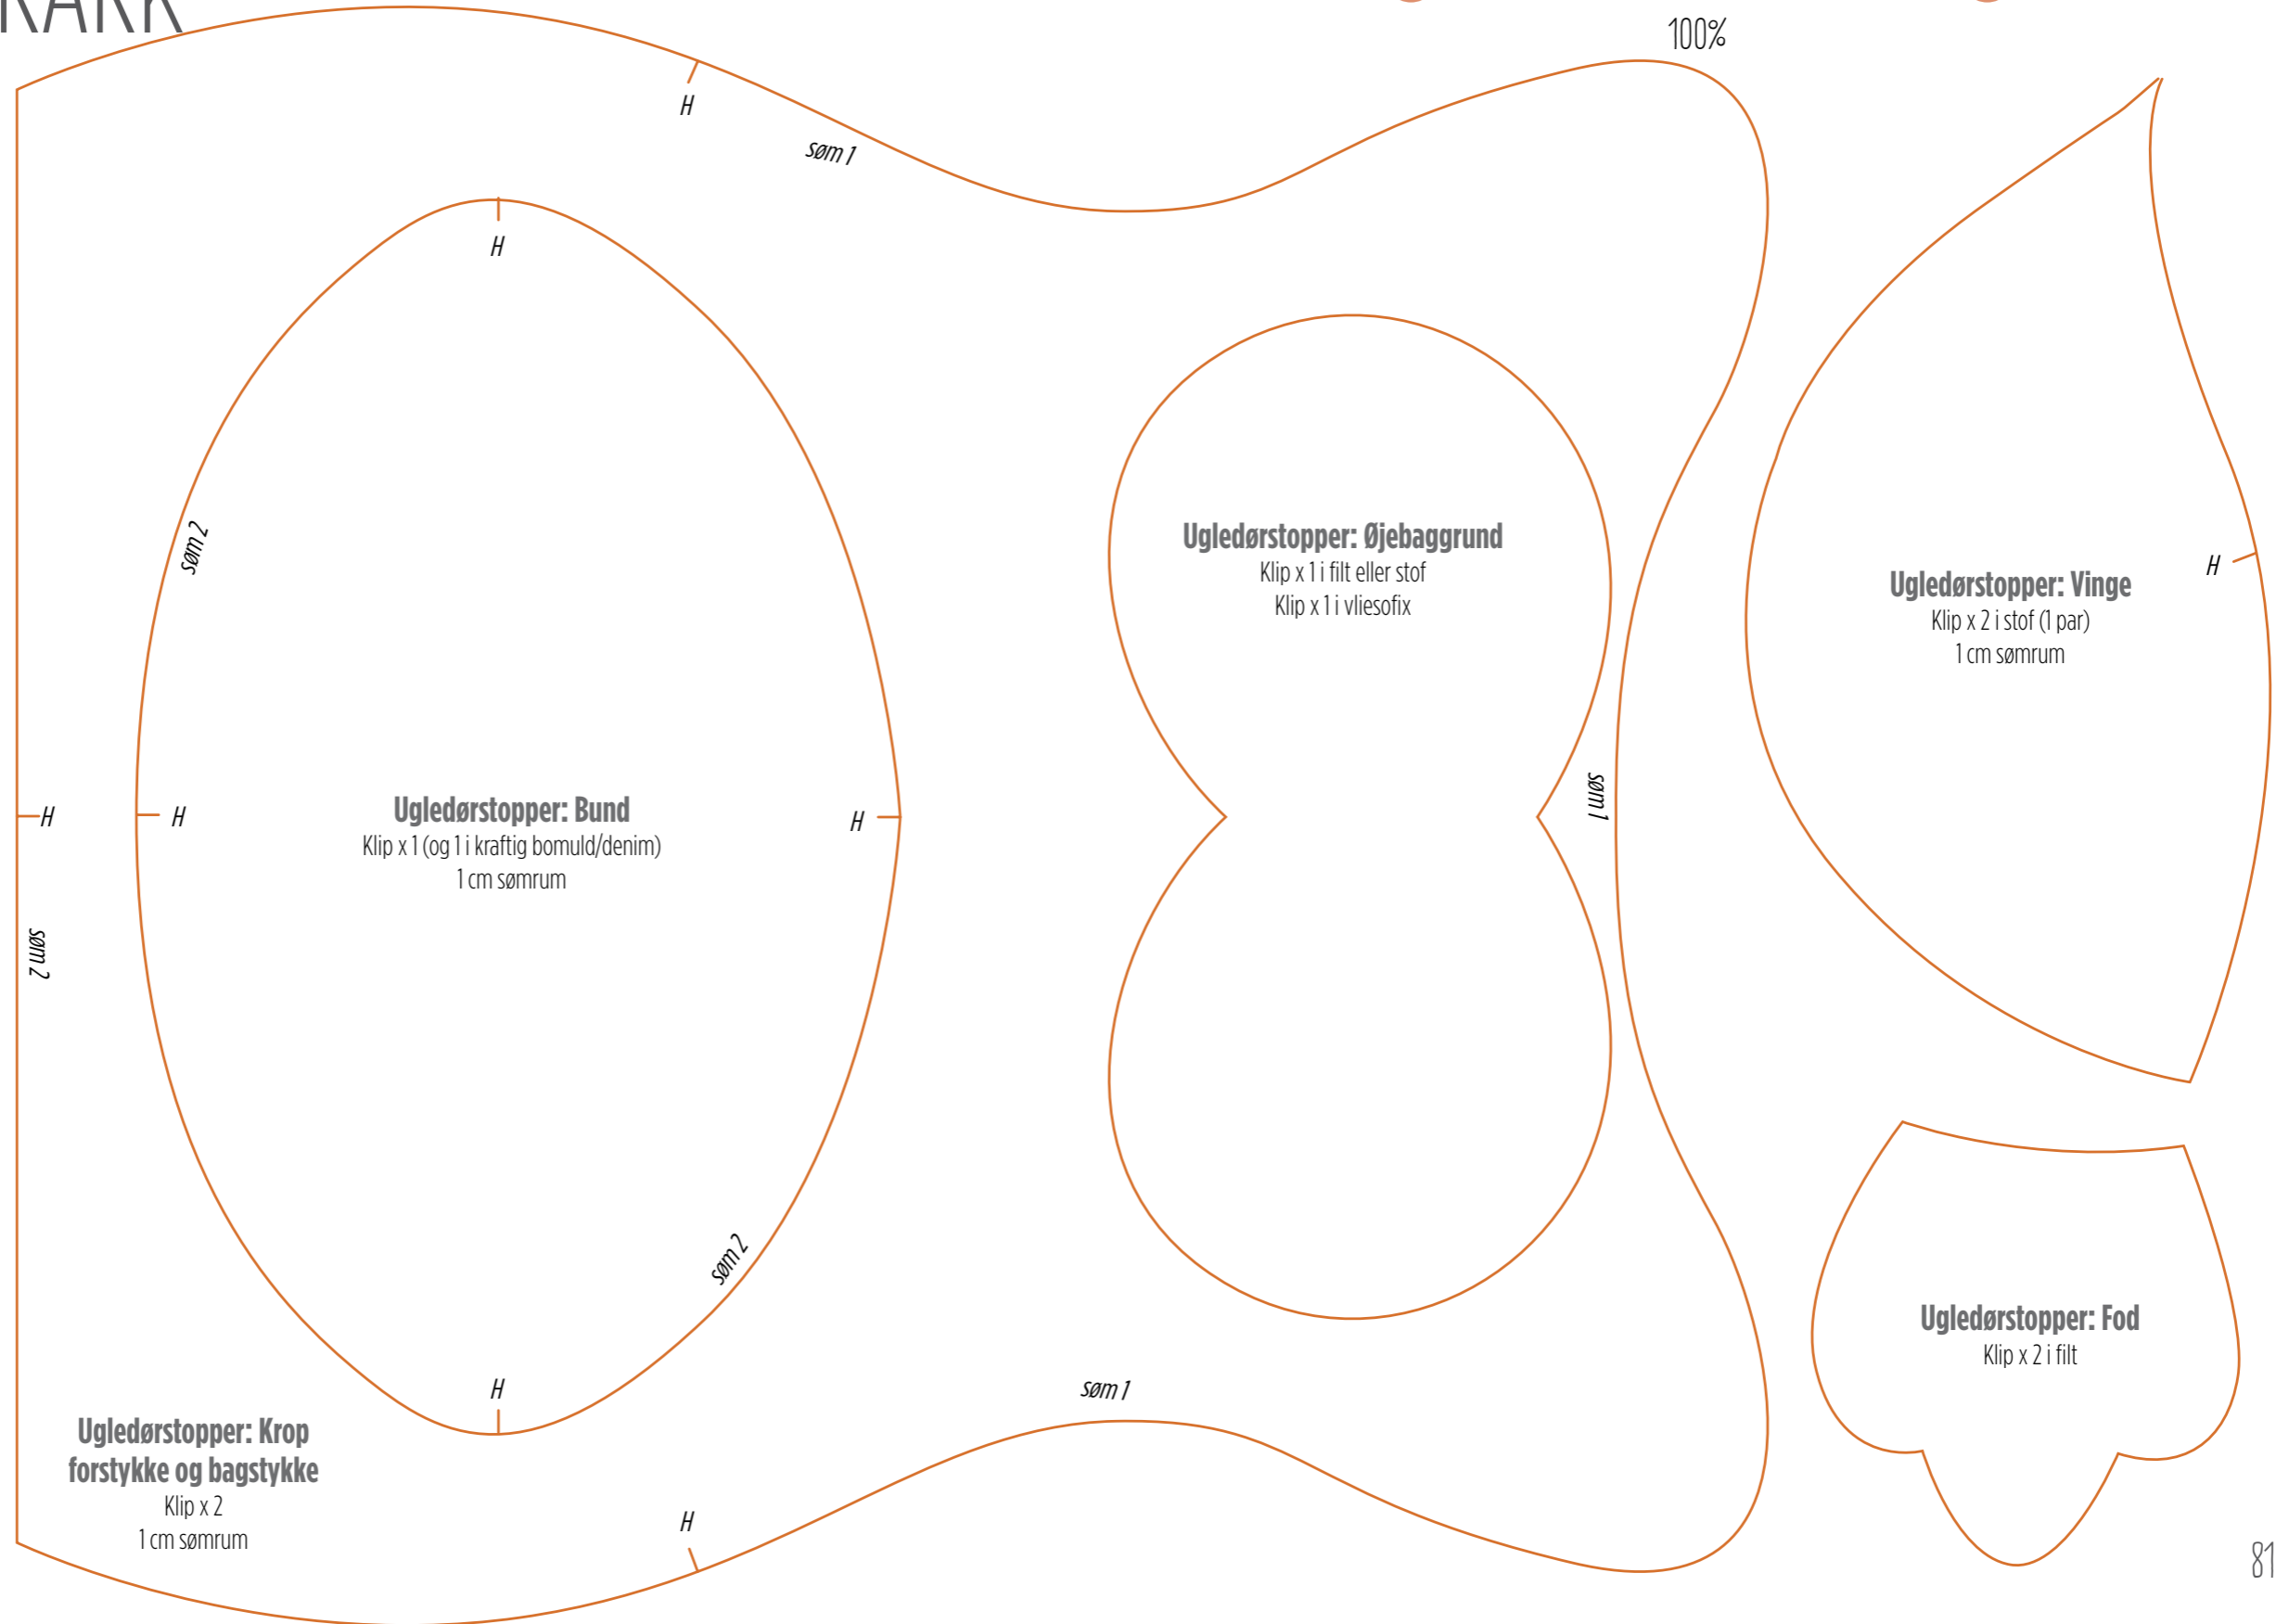 100%
H
søm 1
H
søm 2
Ugledørstopper: Øjebaggrund
Klip x 1 i filt eller stof
Klip x 1 i vliesofix
Ugledørstopper: Vinge
Klip x 2 i stof (1 par)
1 cm sømrum
H
H
H
Ugledørstopper: Bund
Klip x 1 (og 1 i kraftig bomuld/denim)
1 cm sømrum
H
søm 1
søm 2
søm 2
Ugledørstopper: Fod
Klip x 2 i filt
H
søm 1
Ugledørstopper: Krop
forstykke og bagstykke
Klip x 2
1 cm sømrum
H
81